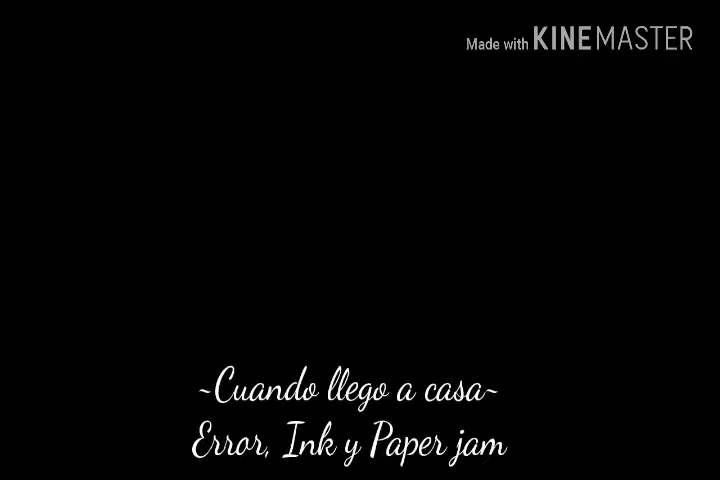 Made with KINEMASTER
~Cuando llego a casa~
Error, Ink y Paper jam